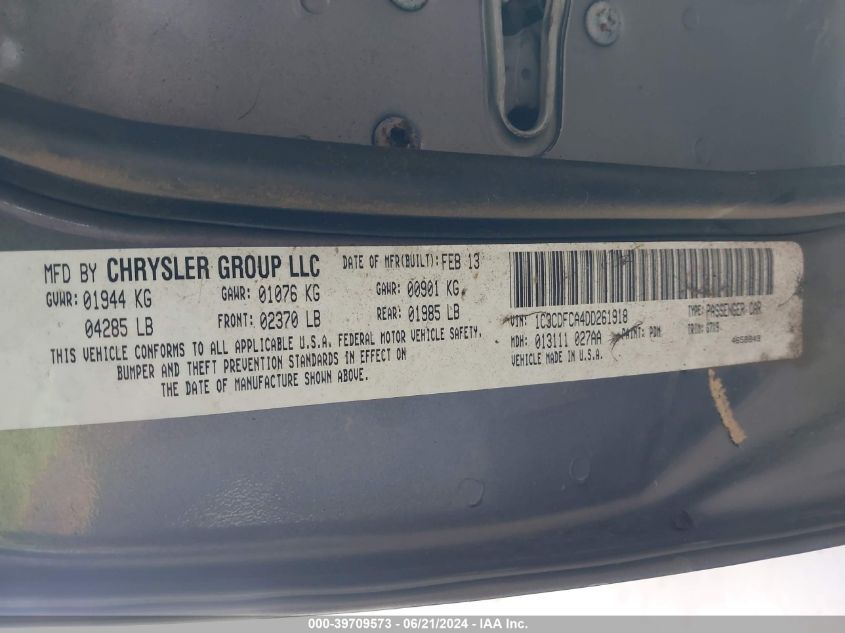 MFD BY CHRYSLER GROUP LLC DATE OF MFR(BUILT): FEB 13
GVWR: 01944 KG GAWR: 01076 KG GAWR: 00901 KG
04285 LB FRONT: 02370 LB REAR: 01985 LB
THIS VEHICLE CONFORMS TO ALL APPLICABLE U.S.A. FEDERAL MOTOR VEHICLE SAFETY,
BUMPER AND THEFT PREVENTION STANDARDS IN EFFECT ON
THE DATE OF MANUFACTURE SHOWN ABOVE.
VIN: 1C3CDFCA4DD261918 TYPE: PASSENGER CAR
MDH: 013111 027AA PAINT: PDM TRIM:
VEHICLE MADE IN U.S.A.
000-39709573 - 06/21/2024 - IAA Inc.